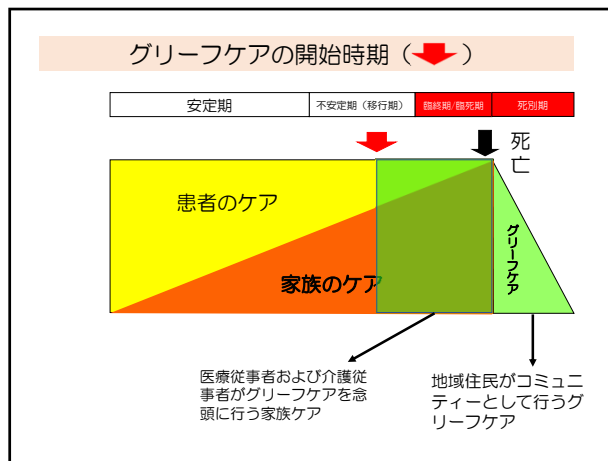 グリーフケアの開始時期（ ）
安定期
不安定期（移行期）
臨終期/臨死期
死別期
死亡
患者のケア
グリーフケア
家族のケア
医療従事者および介護従
事者がグリーフケアを念
頭に行う家族ケア
地域住民がコミュニ
ティーとして行うグ
リーフケア